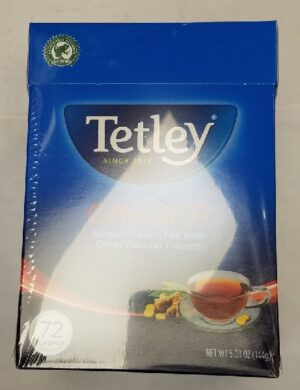 Tetley
SINCE 1837
GINGER
Ginger Flavor Tea with
Other Natural Flavors
72
NET WT 5.08 OZ (144g)